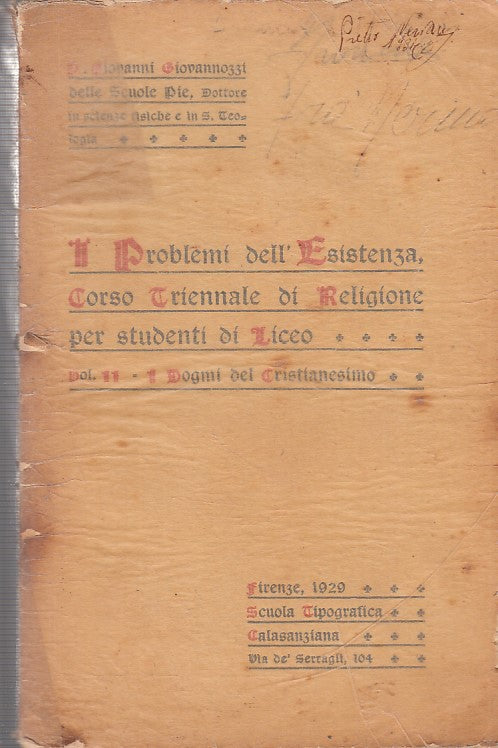 Pietro
P. Giovanni Giovannozzi
delle Scuole Pie, Dottore
in scienze fisiche e in S. Teo-
logia
I Problemi dell' Esistenza,
Corso Triennale di Religione
per studenti di Liceo
Vol. II - I Dogmi del Cristianesimo
Firenze, 1929
Scuola Tipografica
Calasanziana
Via de' Serragli, 104